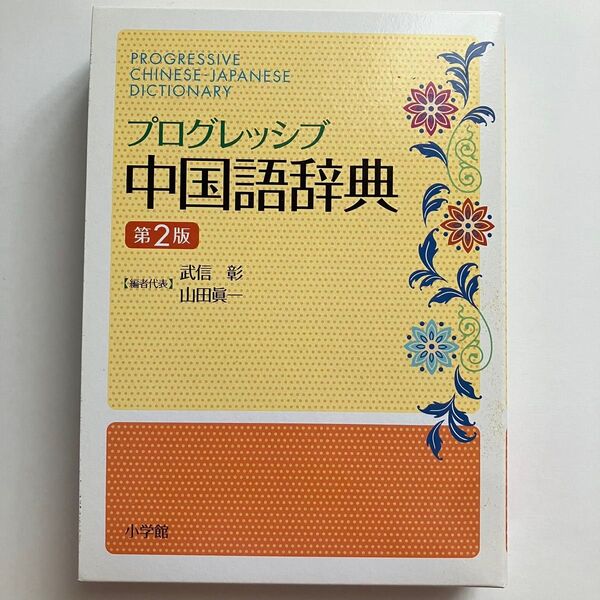 PROGRESSIVE
CHINESE-JAPANESE
DICTIONARY
プログレッシブ
中国語辞典
第2版
【編者代表】武信 彰
山田眞一
小学館